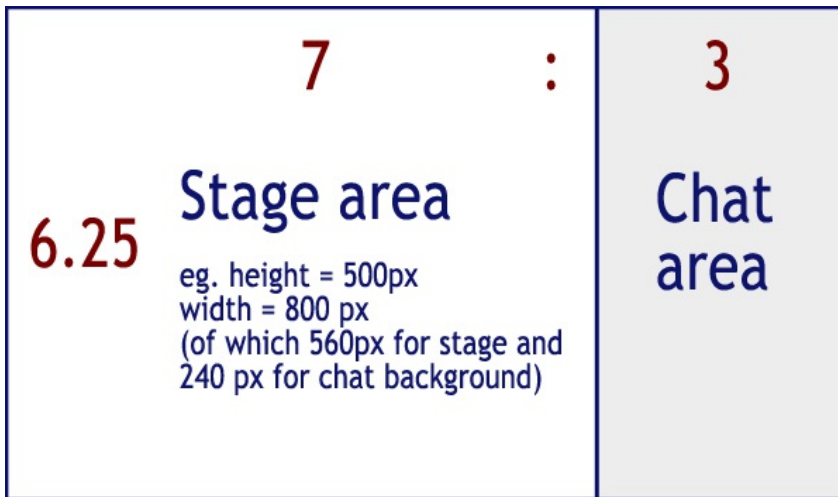 7 : 3
Stage area
6.25
eg. height = 500px
width = 800 px
(of which 560px for stage and
240 px for chat background)
Chat
area